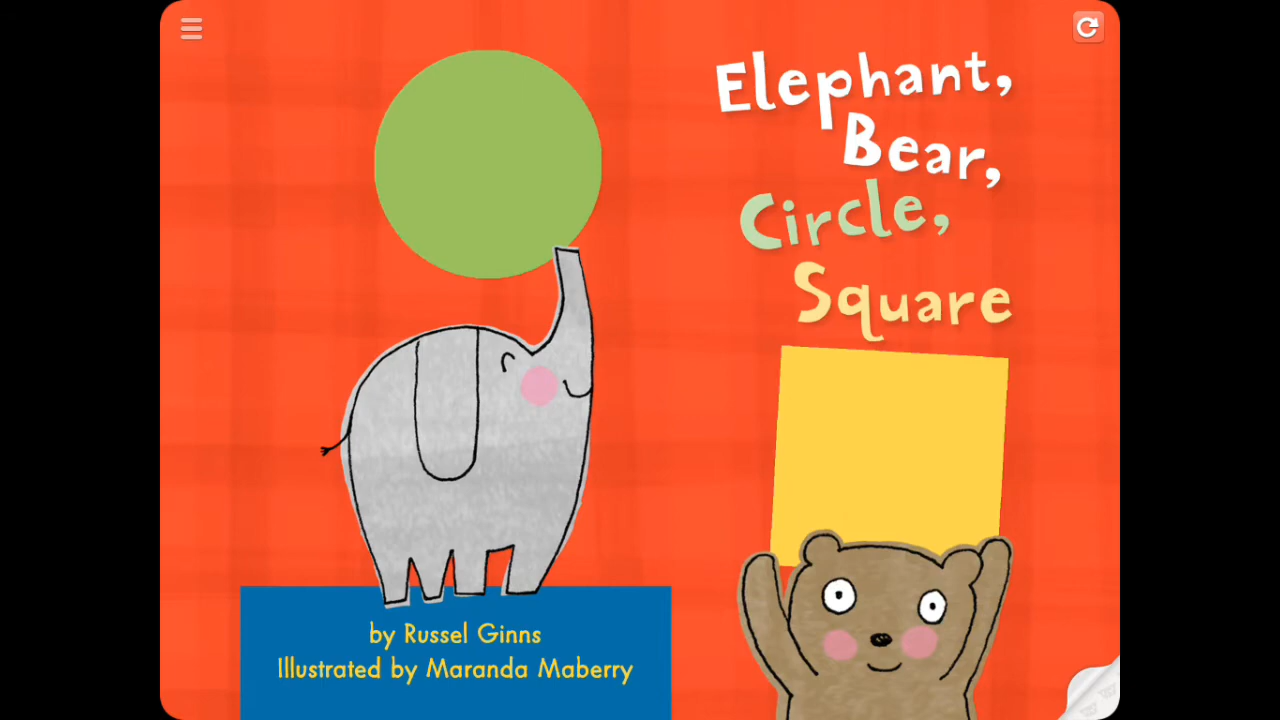 Elephant,
Bear,
Circle,
Square
by Russel Ginns
Illustrated by Maranda Maberry